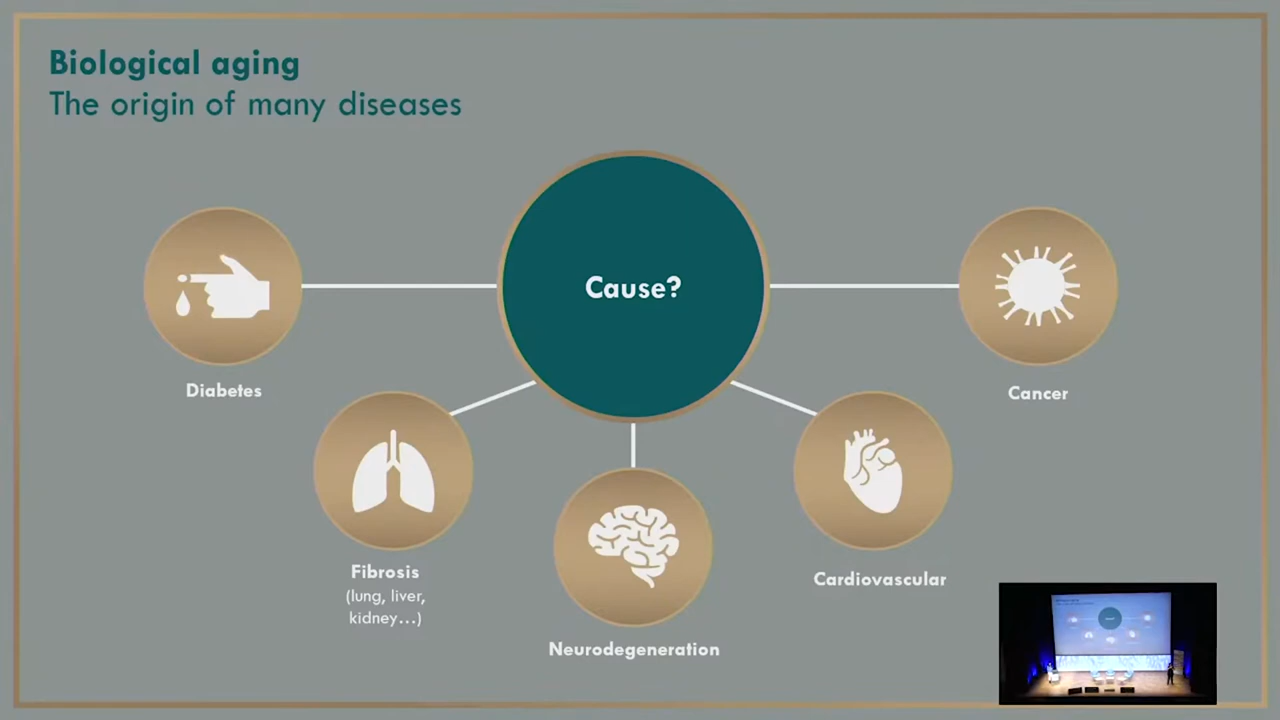 Biological aging
The origin of many diseases
Cause?
Diabetes
Cancer
Fibrosis
(lung, liver,
kidney...)
Cardiovascular
Neurodegeneration